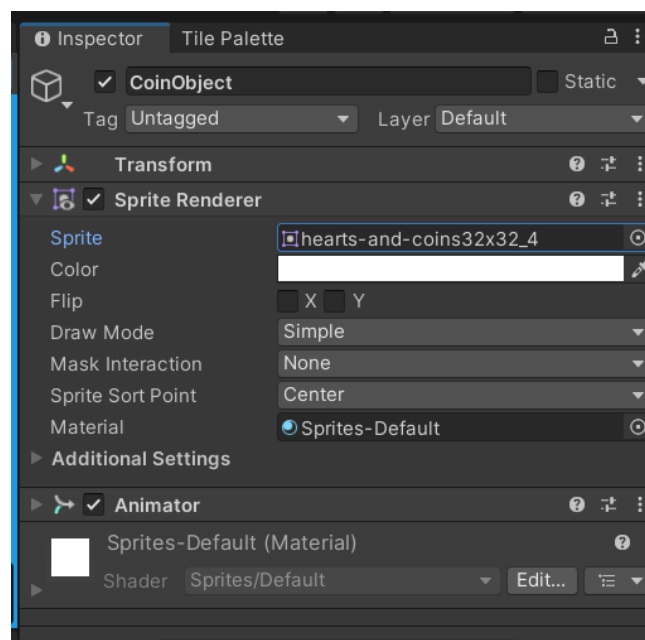 Inspector Tile Palette
CoinObject Static
Tag Untagged Layer Default
Transform
Sprite Renderer
Sprite hearts-and-coins32x32_4
Color
Flip X Y
Draw Mode Simple
Mask Interaction None
Sprite Sort Point Center
Material Sprites-Default
Additional Settings
Animator
Sprites-Default (Material)
Shader Sprites/Default Edit...